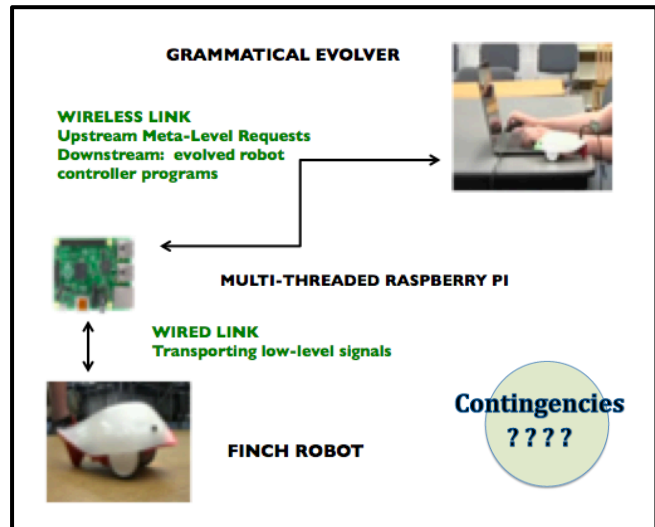 GRAMMATICAL EVOLVER
WIRELESS LINK
Upstream Meta-Level Requests
Downstream: evolved robot
controller programs
MULTI-THREADED RASPBERRY PI
WIRED LINK
Transporting low-level signals
Contingencies
? ? ? ?
FINCH ROBOT